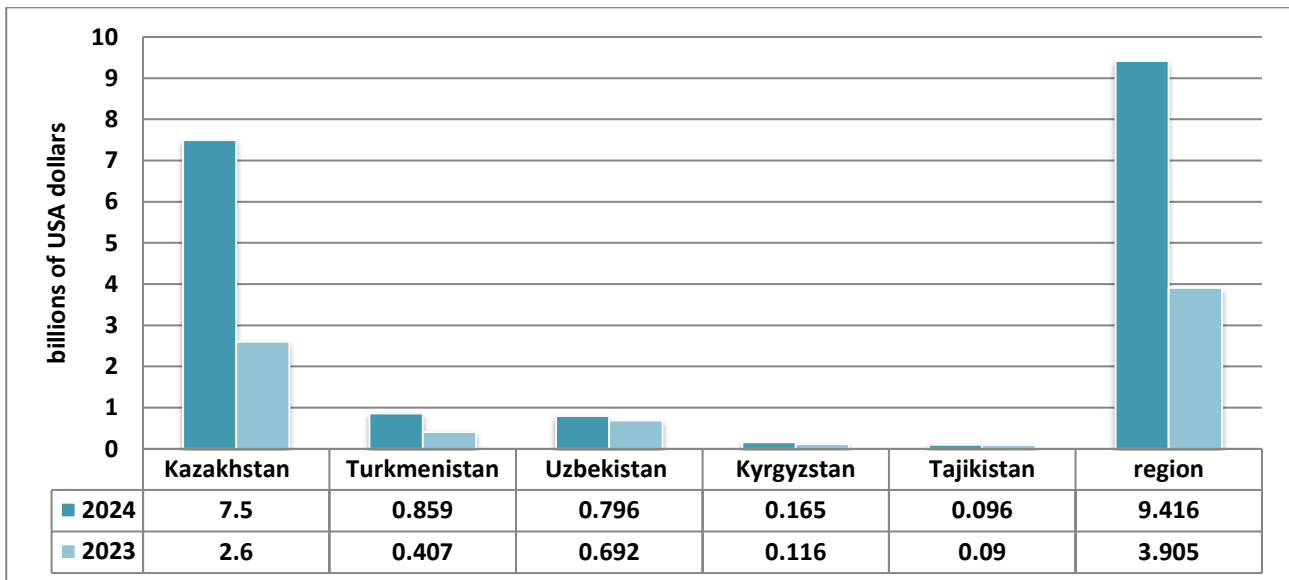 billions of USA dollars
10
9
8
7
6
5
4
3
2
1
0
Kazakhstan Turkmenistan Uzbekistan Kyrgyzstan Tajikistan region
2024 7.5 0.859 0.796 0.165 0.096 9.416
2023 2.6 0.407 0.692 0.116 0.09 3.905